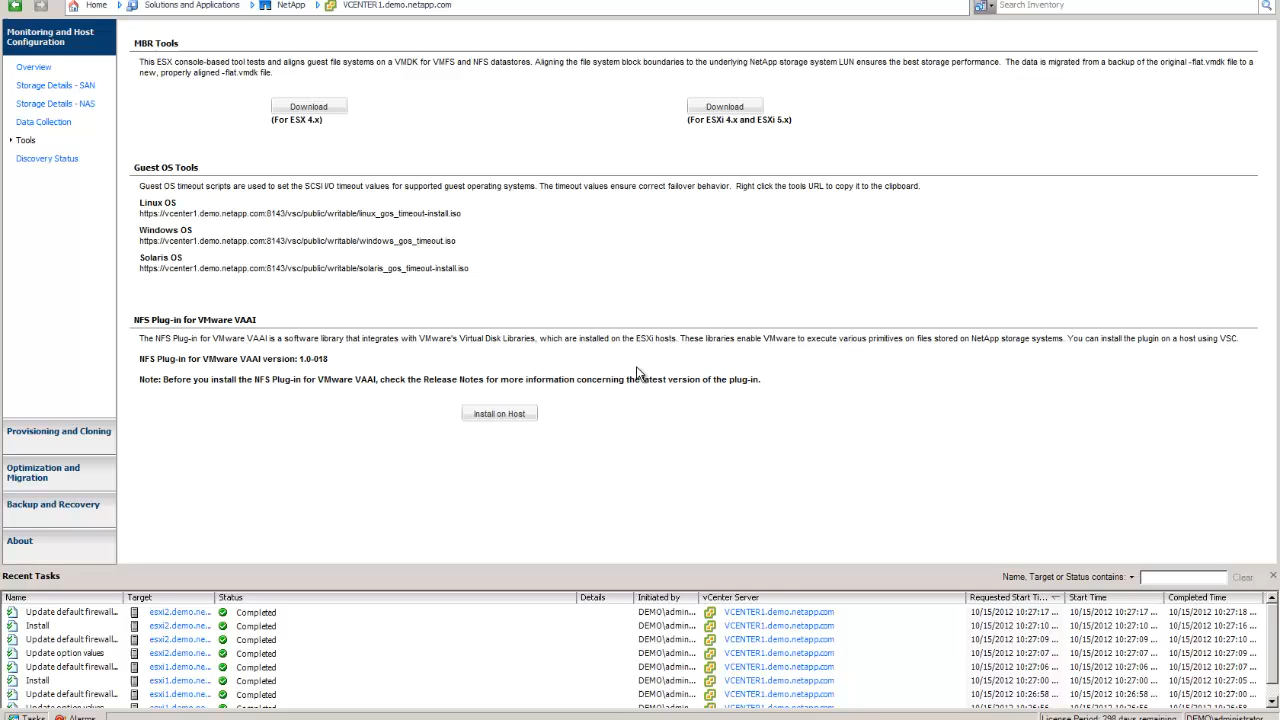 Home Solutions and Applications NetApp VCENTER1.demo.netapp.com Search Inventory
Monitoring and Host
Configuration
Overview
Storage Details - SAN
Storage Details - NAS
Data Collection
Tools
Discovery Status
Provisioning and Cloning
Optimization and
Migration
Backup and Recovery
About
MBR Tools
This ESX console-based tool tests and aligns guest file systems on a VMDK for VMFS and NFS datastores. Aligning the file system block boundaries to the underlying NetApp storage system LUN ensures the best storage performance. The data is migrated from a backup of the original -flat.vmdk file to a
new, properly aligned -flat.vmdk file.
Download Download
(For ESX 4.x) (For ESXi 4.x and ESXi 5.x)
Guest OS Tools
Guest OS timeout scripts are used to set the SCSI I/O timeout values for supported guest operating systems. The timeout values ensure correct failover behavior. Right click the tools URL to copy it to the clipboard.
Linux OS
https://vcenter1.demo.netapp.com:8143/vsc/public/writable/linux_gos_timeout-install.iso
Windows OS
https://vcenter1.demo.netapp.com:8143/vsc/public/writable/windows_gos_timeout.iso
Solaris OS
https://vcenter1.demo.netapp.com:8143/vsc/public/writable/solaris_gos_timeout-install.iso
NFS Plug-in for VMware VAAI
The NFS Plug-in for VMware VAAI is a software library that integrates with VMware's Virtual Disk Libraries, which are installed on the ESXi hosts. These libraries enable VMware to execute various primitives on files stored on NetApp storage systems. You can install the plugin on a host using VSC.
NFS Plug-in for VMware VAAI version: 1.0-018
Note: Before you install the NFS Plug-in for VMware VAAI, check the Release Notes for more information concerning the latest version of the plug-in.
Install on Host
Recent Tasks Name, Target or Status contains: Clear
Name Target Status Details Initiated by vCenter Server Requested Start Ti... Start Time Completed Time
Update default firewall... esxi2.demo.ne... Completed DEMO\admin... VCENTER1.demo.netapp.com 10/15/2012 10:27:17 ... 10/15/2012 10:27:17 ... 10/15/2012 10:27:18 ...
Install esxi2.demo.ne... Completed DEMO\admin... VCENTER1.demo.netapp.com 10/15/2012 10:27:10 ... 10/15/2012 10:27:10 ... 10/15/2012 10:27:16 ...
Update default firewall... esxi2.demo.ne... Completed DEMO\admin... VCENTER1.demo.netapp.com 10/15/2012 10:27:09 ... 10/15/2012 10:27:09 ... 10/15/2012 10:27:10 ...
Update option values esxi2.demo.ne... Completed DEMO\admin... VCENTER1.demo.netapp.com 10/15/2012 10:27:07 ... 10/15/2012 10:27:07 ... 10/15/2012 10:27:09 ...
Update default firewall... esxi1.demo.ne... Completed DEMO\admin... VCENTER1.demo.netapp.com 10/15/2012 10:27:06 ... 10/15/2012 10:27:06 ... 10/15/2012 10:27:07 ...
Install esxi1.demo.ne... Completed DEMO\admin... VCENTER1.demo.netapp.com 10/15/2012 10:27:00 ... 10/15/2012 10:27:00 ... 10/15/2012 10:27:05 ...
Update default firewall... esxi1.demo.ne... Completed DEMO\admin... VCENTER1.demo.netapp.com 10/15/2012 10:26:58 ... 10/15/2012 10:26:58 ... 10/15/2012 10:26:58 ...
Tasks Alarms License Period: 298 days remaining DEMO\administrator